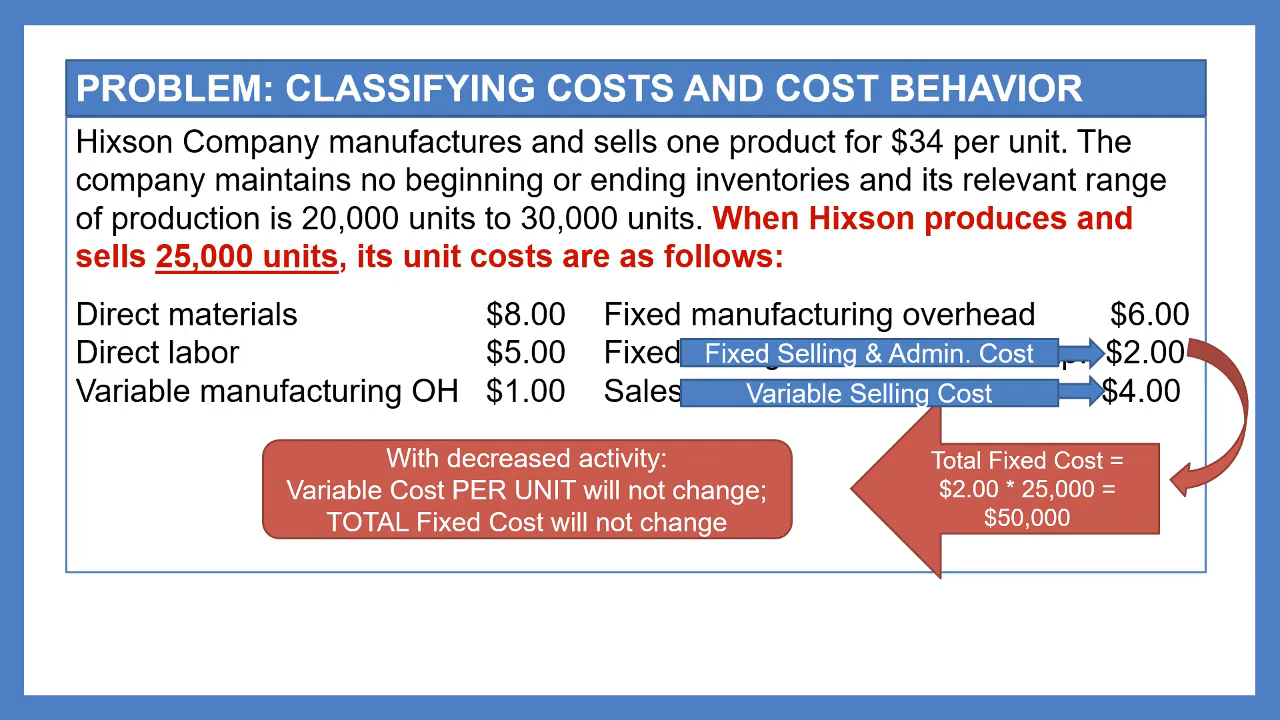 PROBLEM: CLASSIFYING COSTS AND COST BEHAVIOR
Hixson Company manufactures and sells one product for $34 per unit. The
company maintains no beginning or ending inventories and its relevant range
of production is 20,000 units to 30,000 units. When Hixson produces and
sells 25,000 units, its unit costs are as follows:
Direct materials $8.00 Fixed manufacturing overhead $6.00
Direct labor $5.00 Fixed Fixed Selling & Admin. Cost $2.00
Variable manufacturing OH $1.00 Sales Variable Selling Cost $4.00
With decreased activity:
Variable Cost PER UNIT will not change;
TOTAL Fixed Cost will not change
Total Fixed Cost =
$2.00 * 25,000 =
$50,000